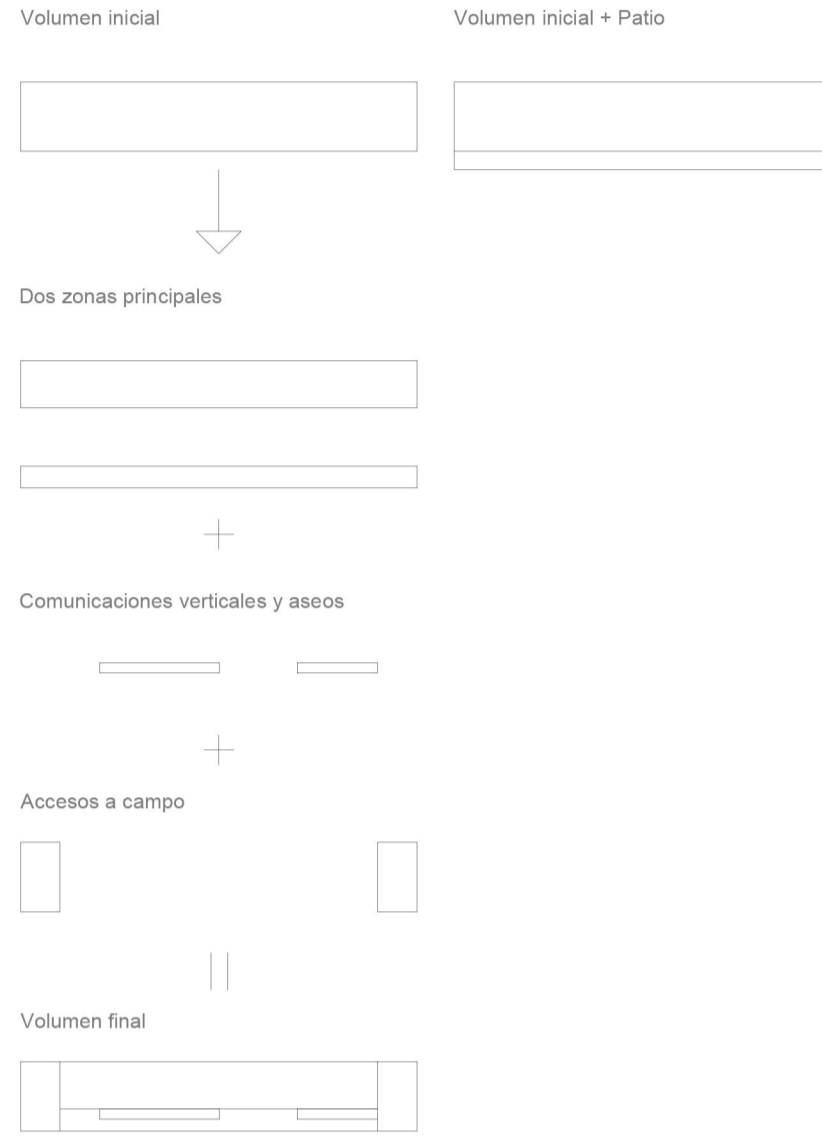 Volumen inicial
Volumen inicial + Patio
Dos zonas principales
Comunicaciones verticales y aseos
Accesos a campo
Volumen final